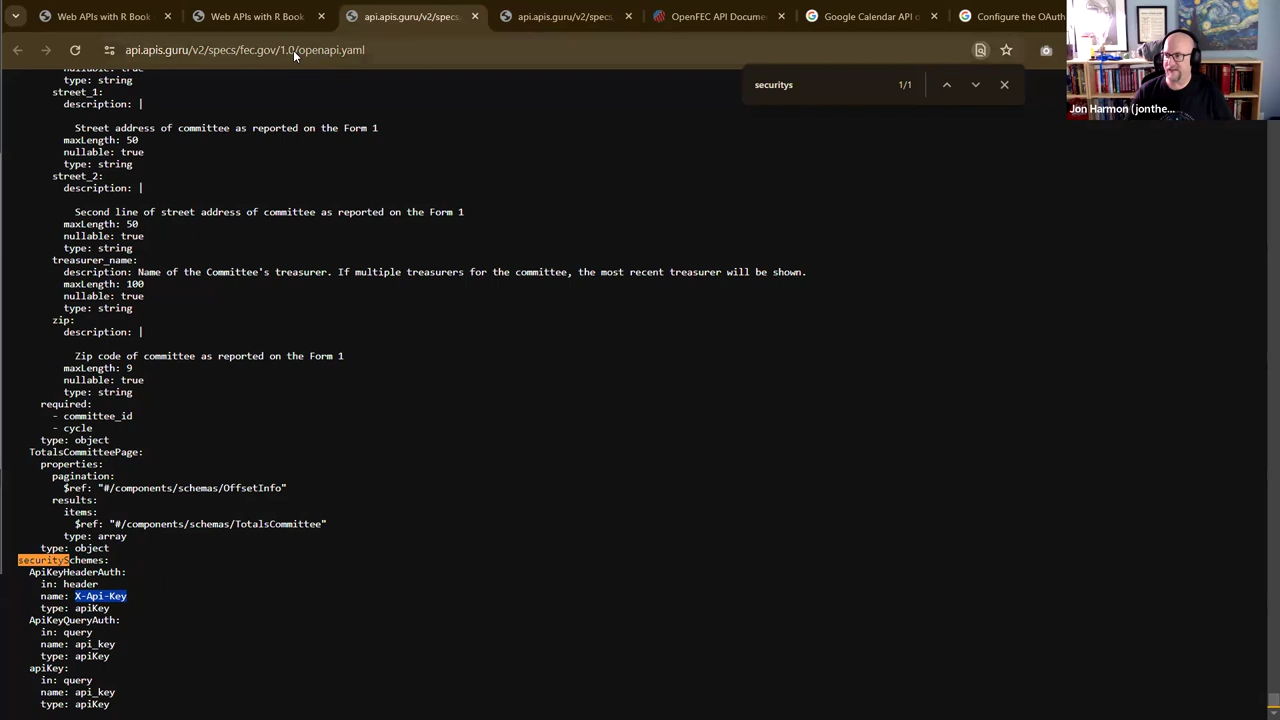 Web APIs with R Book
Web APIs with R Book
api.apis.guru/v2/specs
api.apis.guru/v2/specs,
OpenFEC API Documen
Google Calendar API o
Configure the OAuth
api.apis.guru/v2/specs/fec.gov/1.0/openapi.yaml
securitys
1/1
Jon Harmon (jonthe...
nullable: true
type: string
street_1:
description: |
Street address of committee as reported on the Form 1
maxLength: 50
nullable: true
type: string
street_2:
description: |
Second line of street address of committee as reported on the Form 1
maxLength: 50
nullable: true
type: string
treasurer_name:
description: Name of the Committee's treasurer. If multiple treasurers for the committee, the most recent treasurer will be shown.
maxLength: 100
nullable: true
type: string
zip:
description: |
Zip code of committee as reported on the Form 1
maxLength: 9
nullable: true
type: string
required:
- committee_id
- cycle
type: object
TotalsCommitteePage:
properties:
pagination:
$ref: "#/components/schemas/OffsetInfo"
results:
items:
$ref: "#/components/schemas/TotalsCommittee"
type: array
type: object
securitySchemes:
ApiKeyHeaderAuth:
in: header
name: X-Api-Key
type: apiKey
ApiKeyQueryAuth:
in: query
name: api_key
type: apiKey
apiKey:
in: query
name: api_key
type: apiKey